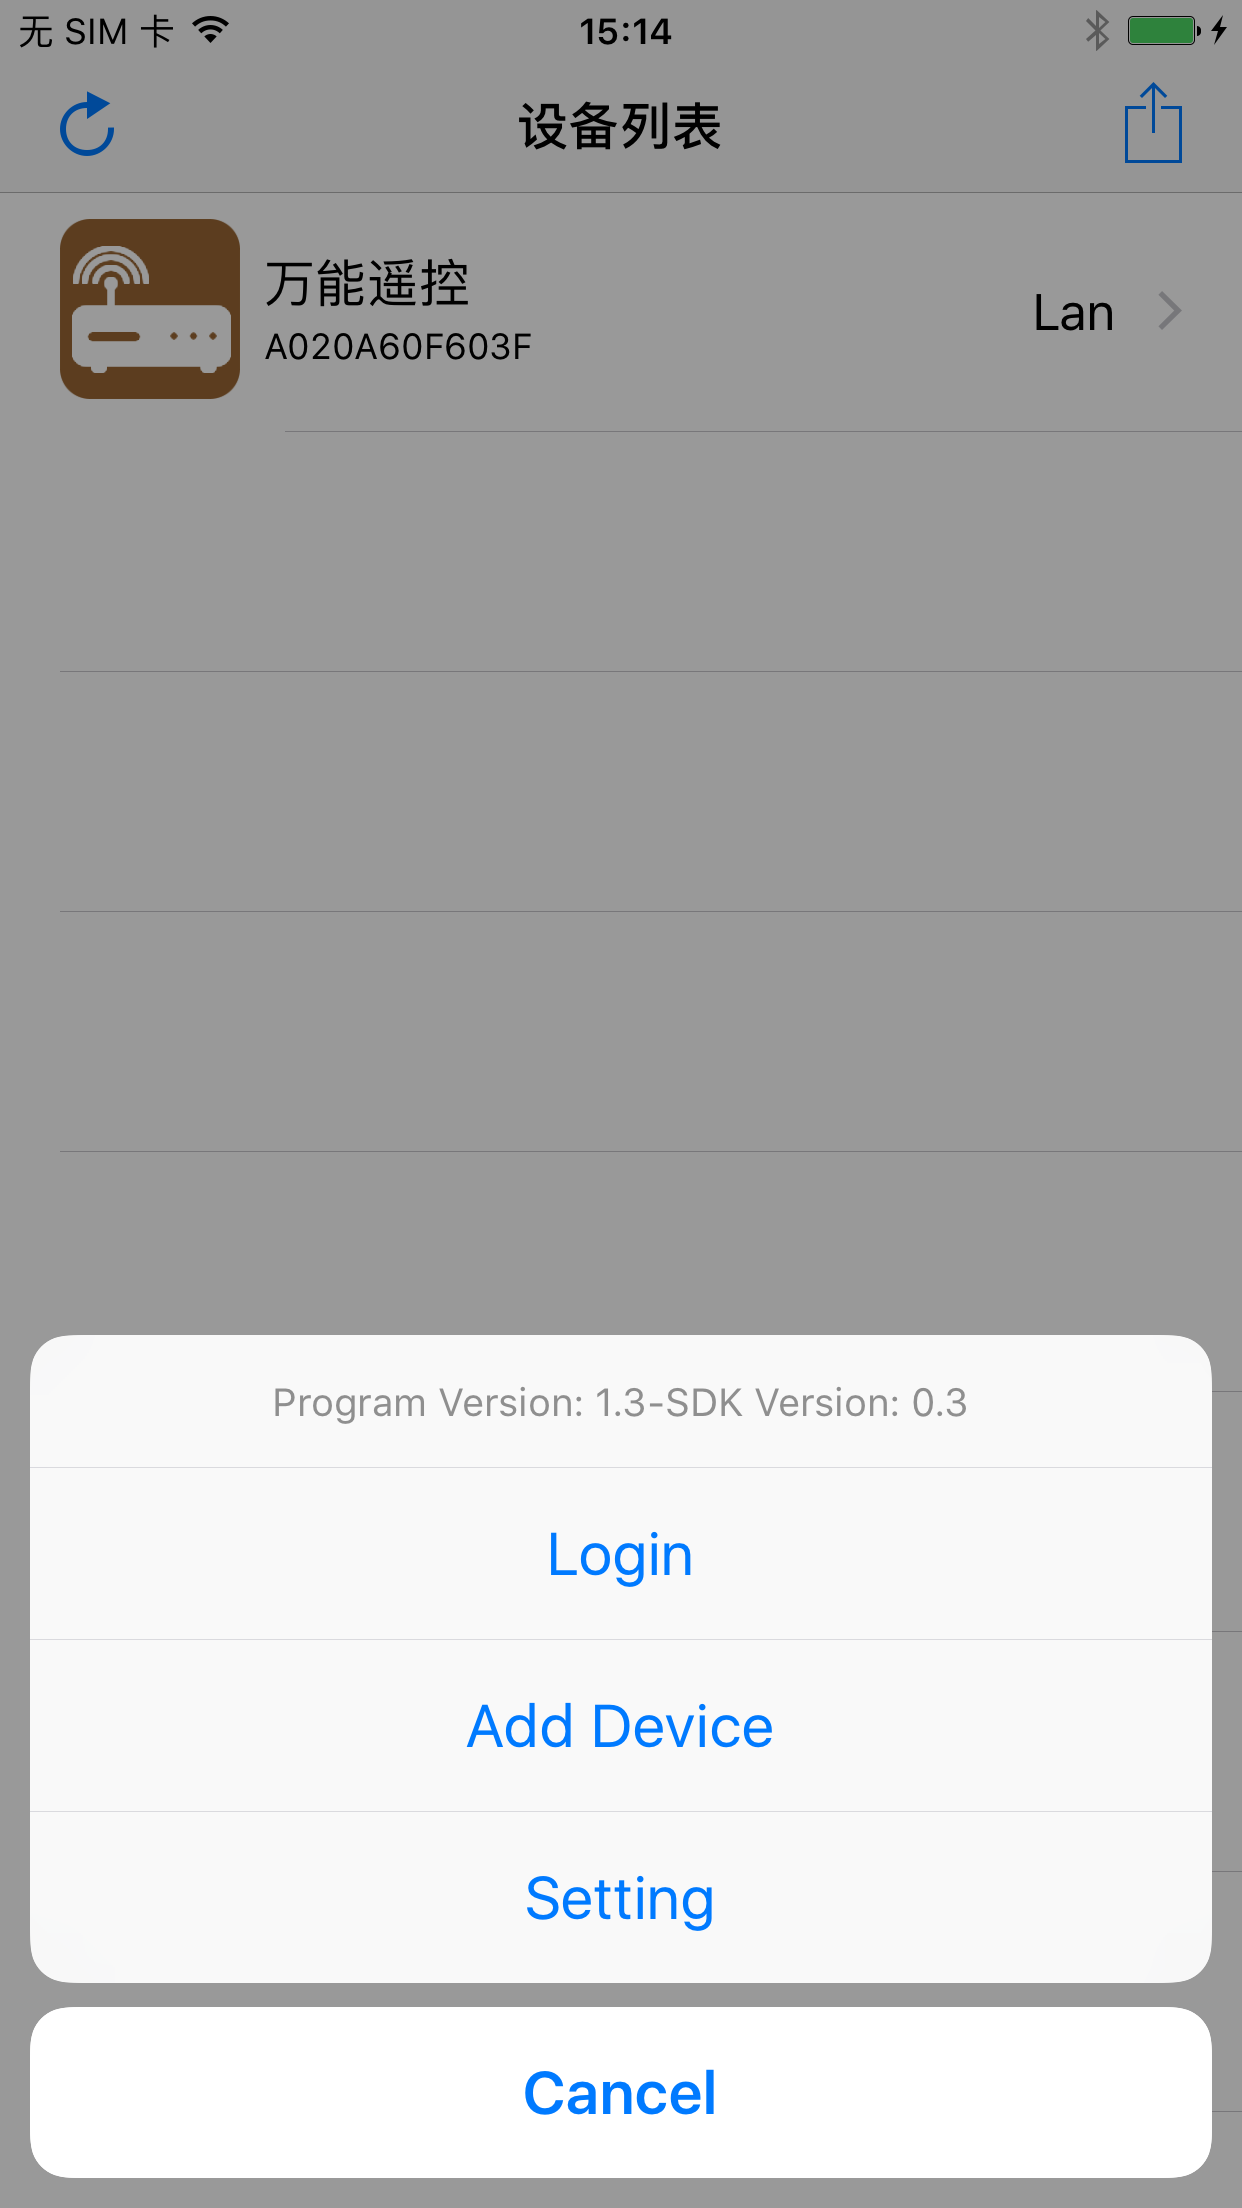 无 SIM 卡
15:14
设备列表
万能遥控
A020A60F603F
Lan
Program Version: 1.3-SDK Version: 0.3
Login
Add Device
Setting
Cancel